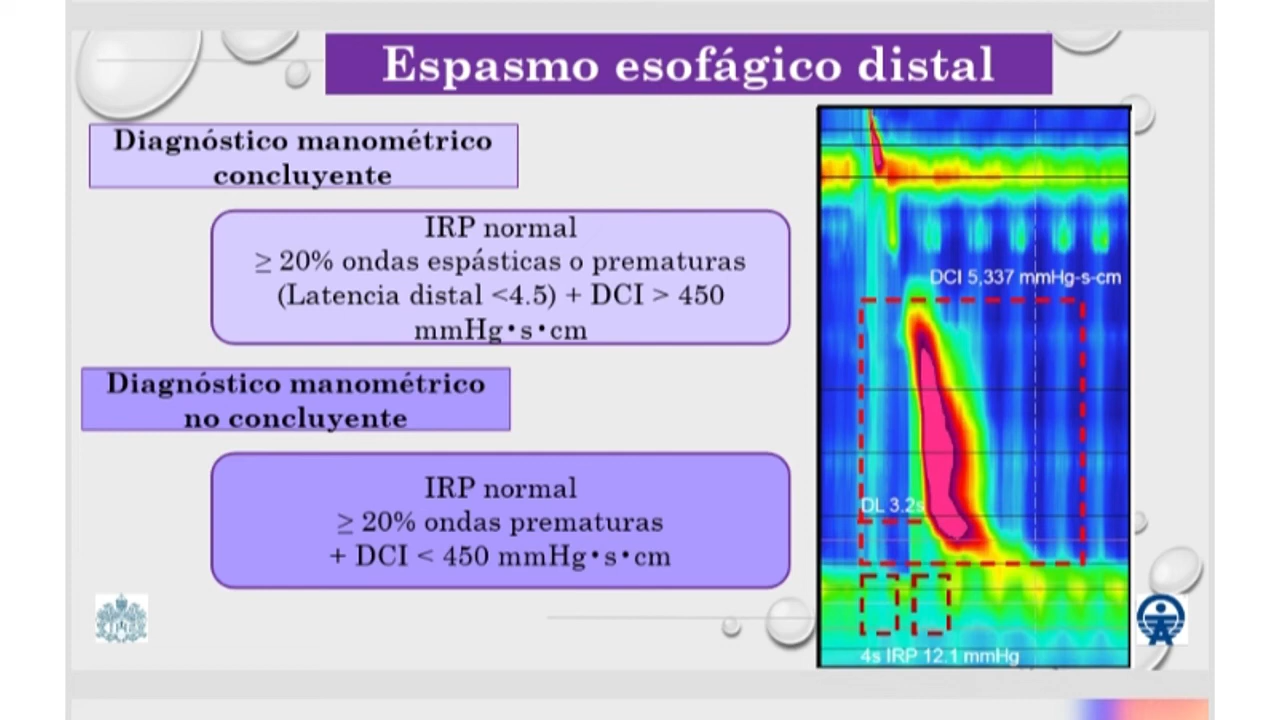 Espasmo esofágico distal
Diagnóstico manométrico
concluyente
IRP normal
≥ 20% ondas espásticas o prematuras
(Latencia distal <4.5) + DCI > 450
mmHg•s•cm
Diagnóstico manométrico
no concluyente
IRP normal
≥ 20% ondas prematuras
+ DCI < 450 mmHg•s•cm
DCI 5,337 mmHg-s-cm
DL 3.2s
4s IRP 12.1 mmHg